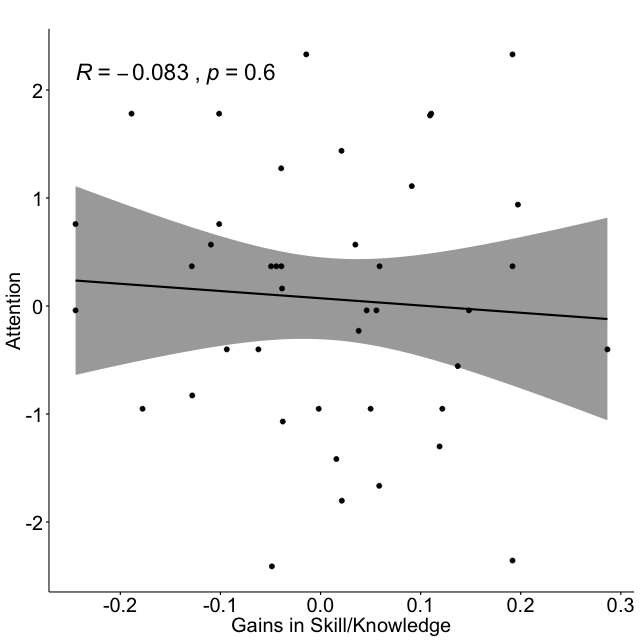 R = −0.083 , p = 0.6
2
1
0
-1
-2
Attention
-0.2 -0.1 0.0 0.1 0.2 0.3
Gains in Skill/Knowledge